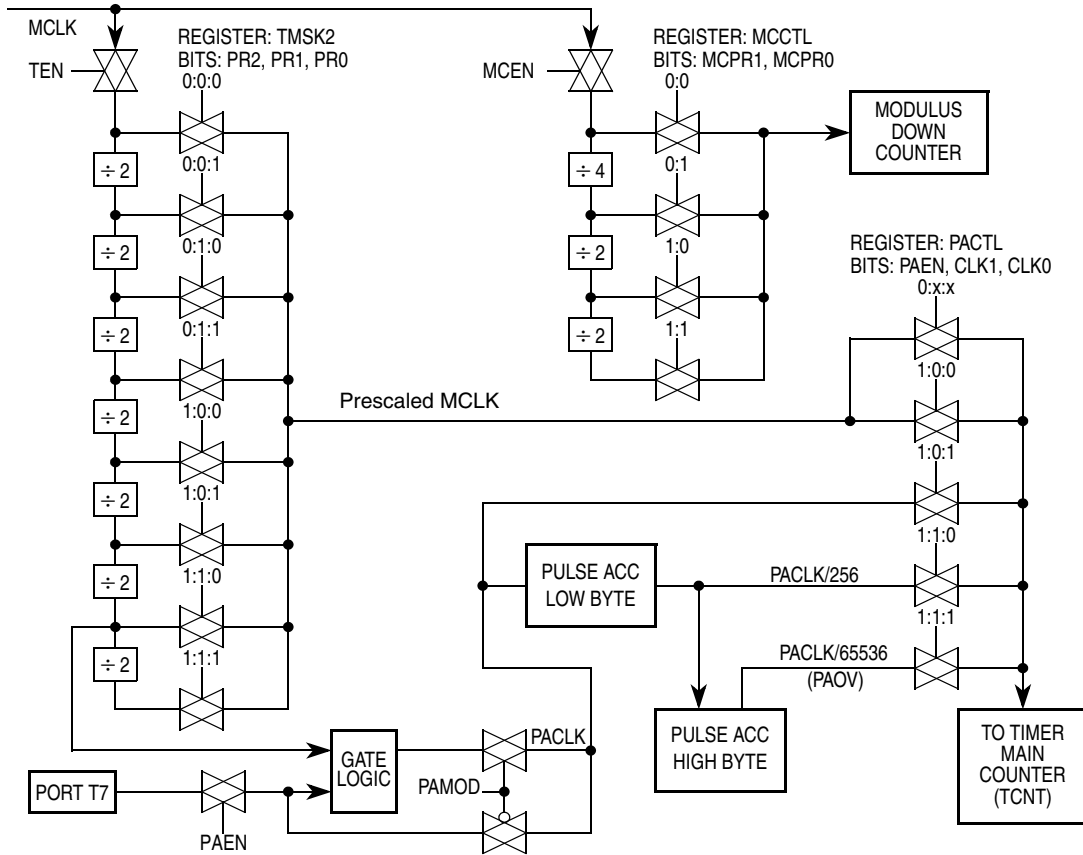 MCLK
TEN
REGISTER: TMSK2
BITS: PR2, PR1, PR0
0:0:0
0:0:1
0:1:0
0:1:1
1:0:0
1:0:1
1:1:0
1:1:1
÷ 2
÷ 2
÷ 2
÷ 2
÷ 2
÷ 2
÷ 2
MCEN
REGISTER: MCCTL
BITS: MCPR1, MCPR0
0:0
0:1
1:0
1:1
÷ 4
÷ 2
÷ 2
MODULUS
DOWN
COUNTER
Prescaled MCLK
REGISTER: PACTL
BITS: PAEN, CLK1, CLK0
0:x:x
1:0:0
1:0:1
1:1:0
1:1:1
PULSE ACC
LOW BYTE
PACLK/256
PACLK/65536
(PAOV)
PULSE ACC
HIGH BYTE
TO TIMER
MAIN
COUNTER
(TCNT)
PORT T7
PAEN
GATE
LOGIC
PACLK
PAMOD